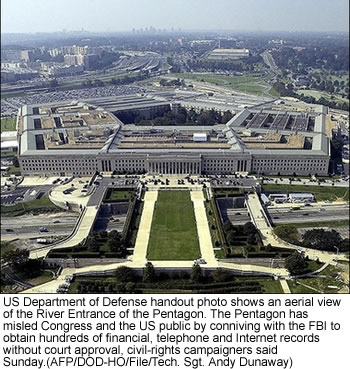 US Department of Defense handout photo shows an aerial view
of the River Entrance of the Pentagon. The Pentagon has
misled Congress and the US public by conniving with the FBI to
obtain hundreds of financial, telephone and Internet records
without court approval, civil-rights campaigners said
Sunday.(AFP/DOD-HO/File/Tech. Sgt. Andy Dunaway)